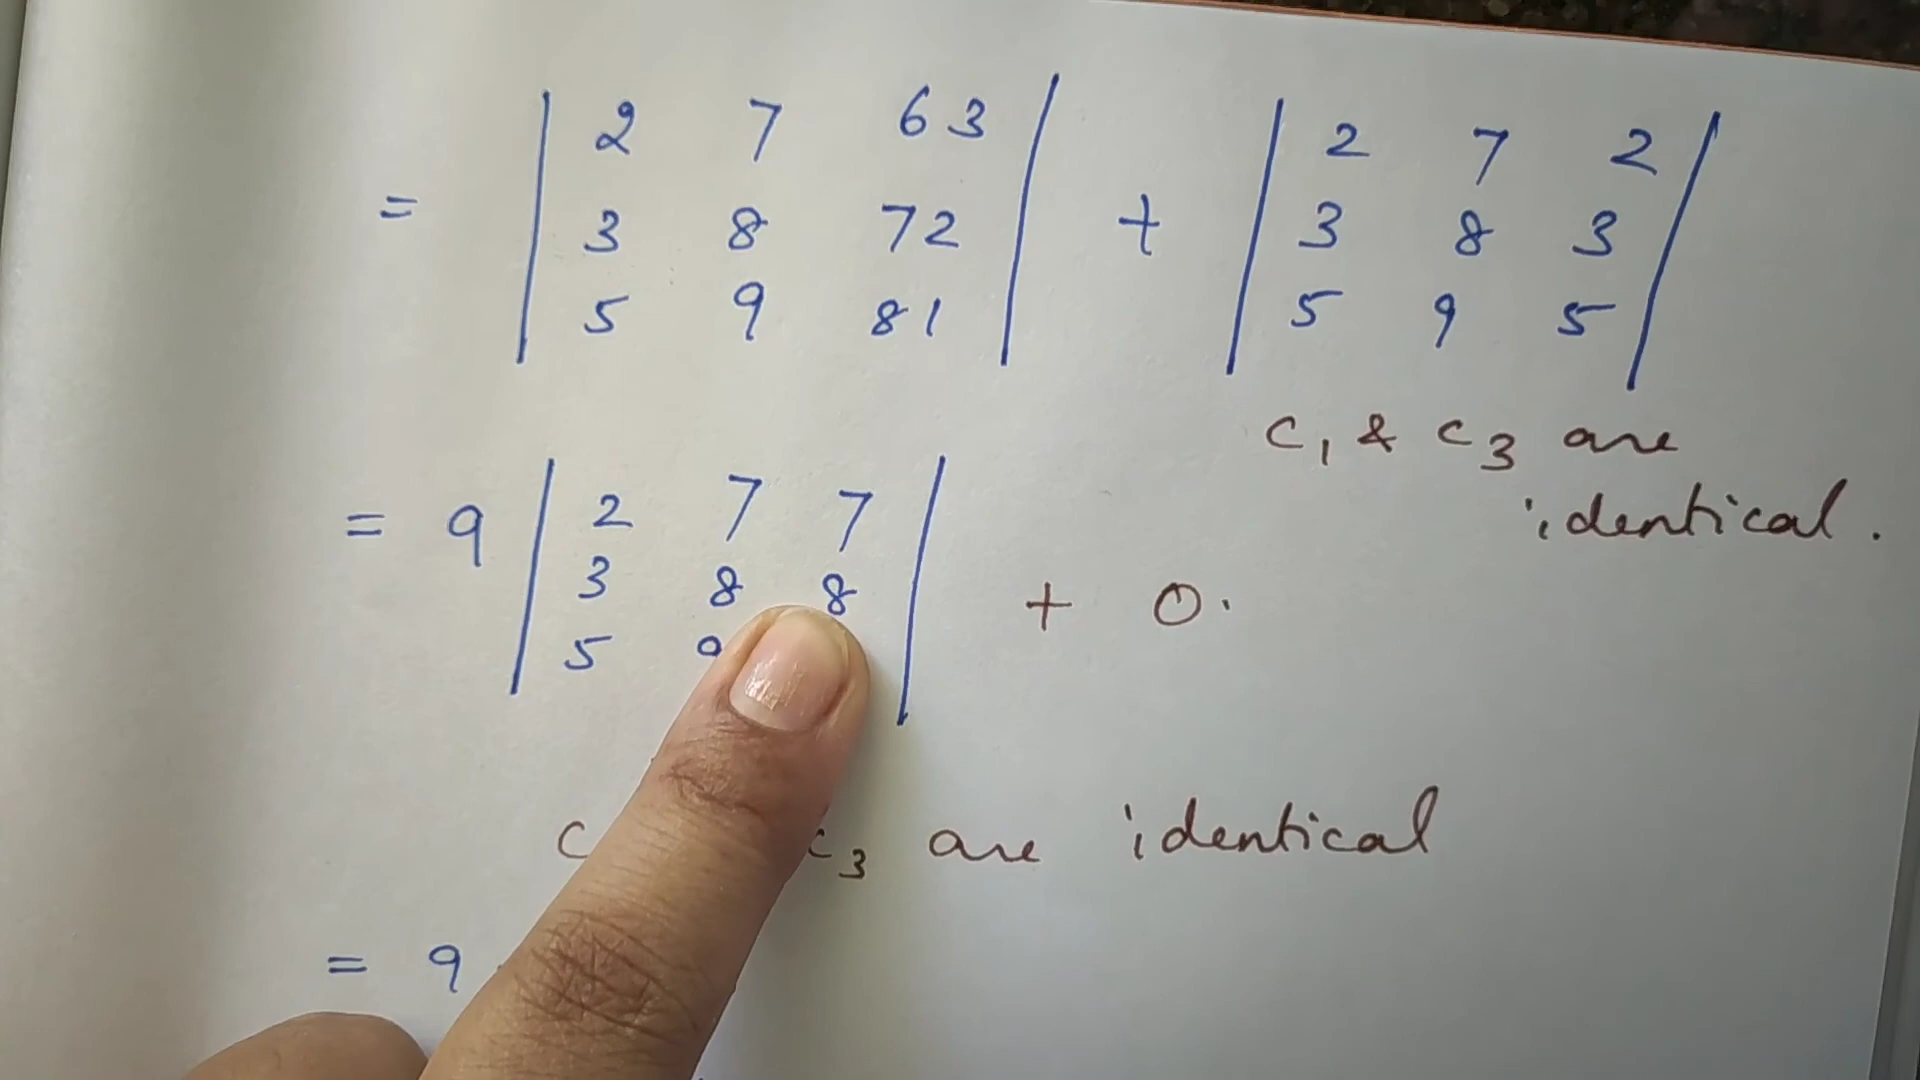 = | 2 7 63 | + | 2 7 2 |
| 3 8 72 | | 3 8 3 |
| 5 9 81 | | 5 9 5 |
C1 & C3 are
identical.
= 9 | 2 7 7 | + 0.
| 3 8 8 |
| 5 9 |
C C3 are identical
= 9